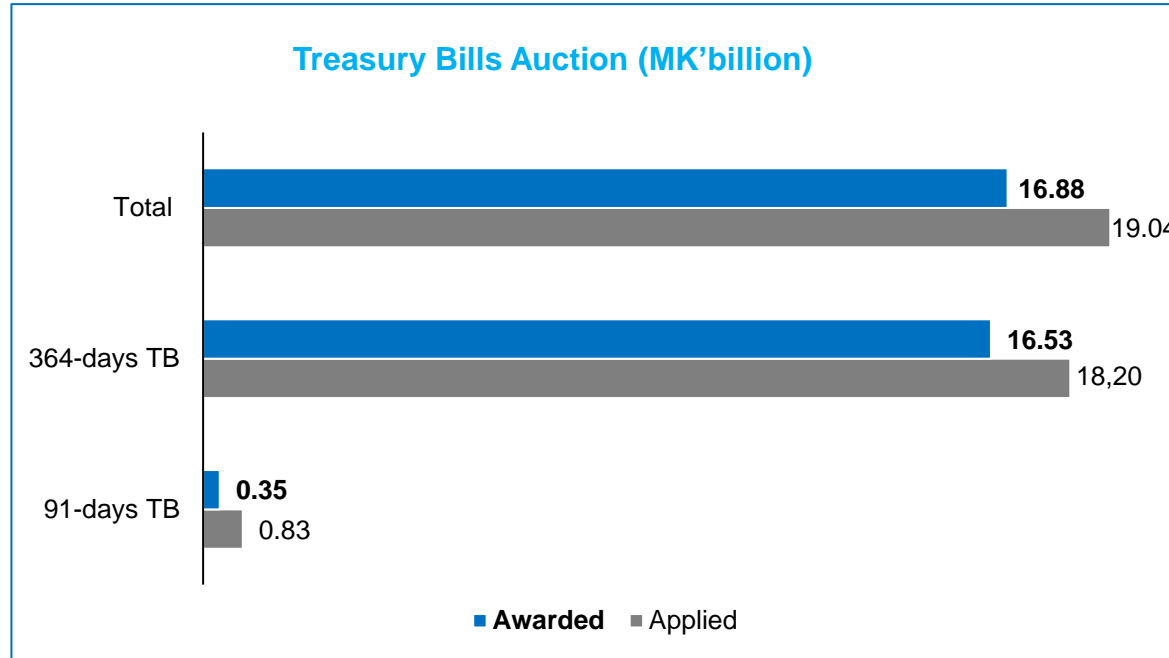 Treasury Bills Auction (MK’billion)
Total
16.88
19.04
364-days TB
16.53
18,20
91-days TB
0.35
0.83
Awarded Applied